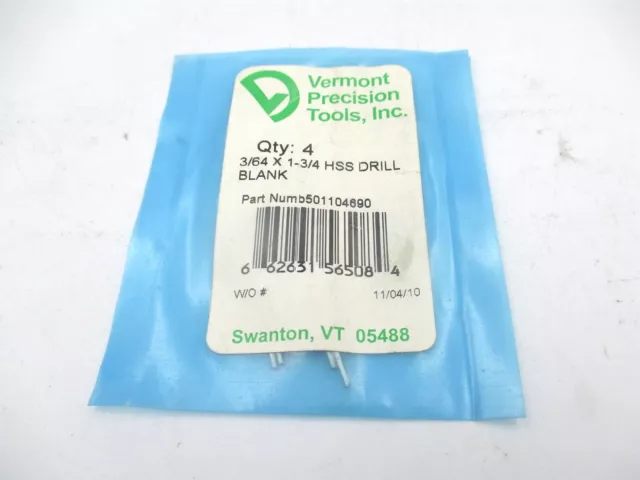 Vermont
Precision
Tools, Inc.
Qty: 4
3/64 X 1-3/4 HSS DRILL
BLANK
Part Numb501104690
6 62631 56508 4
W/O #
11/04/10
Swanton, VT 05488